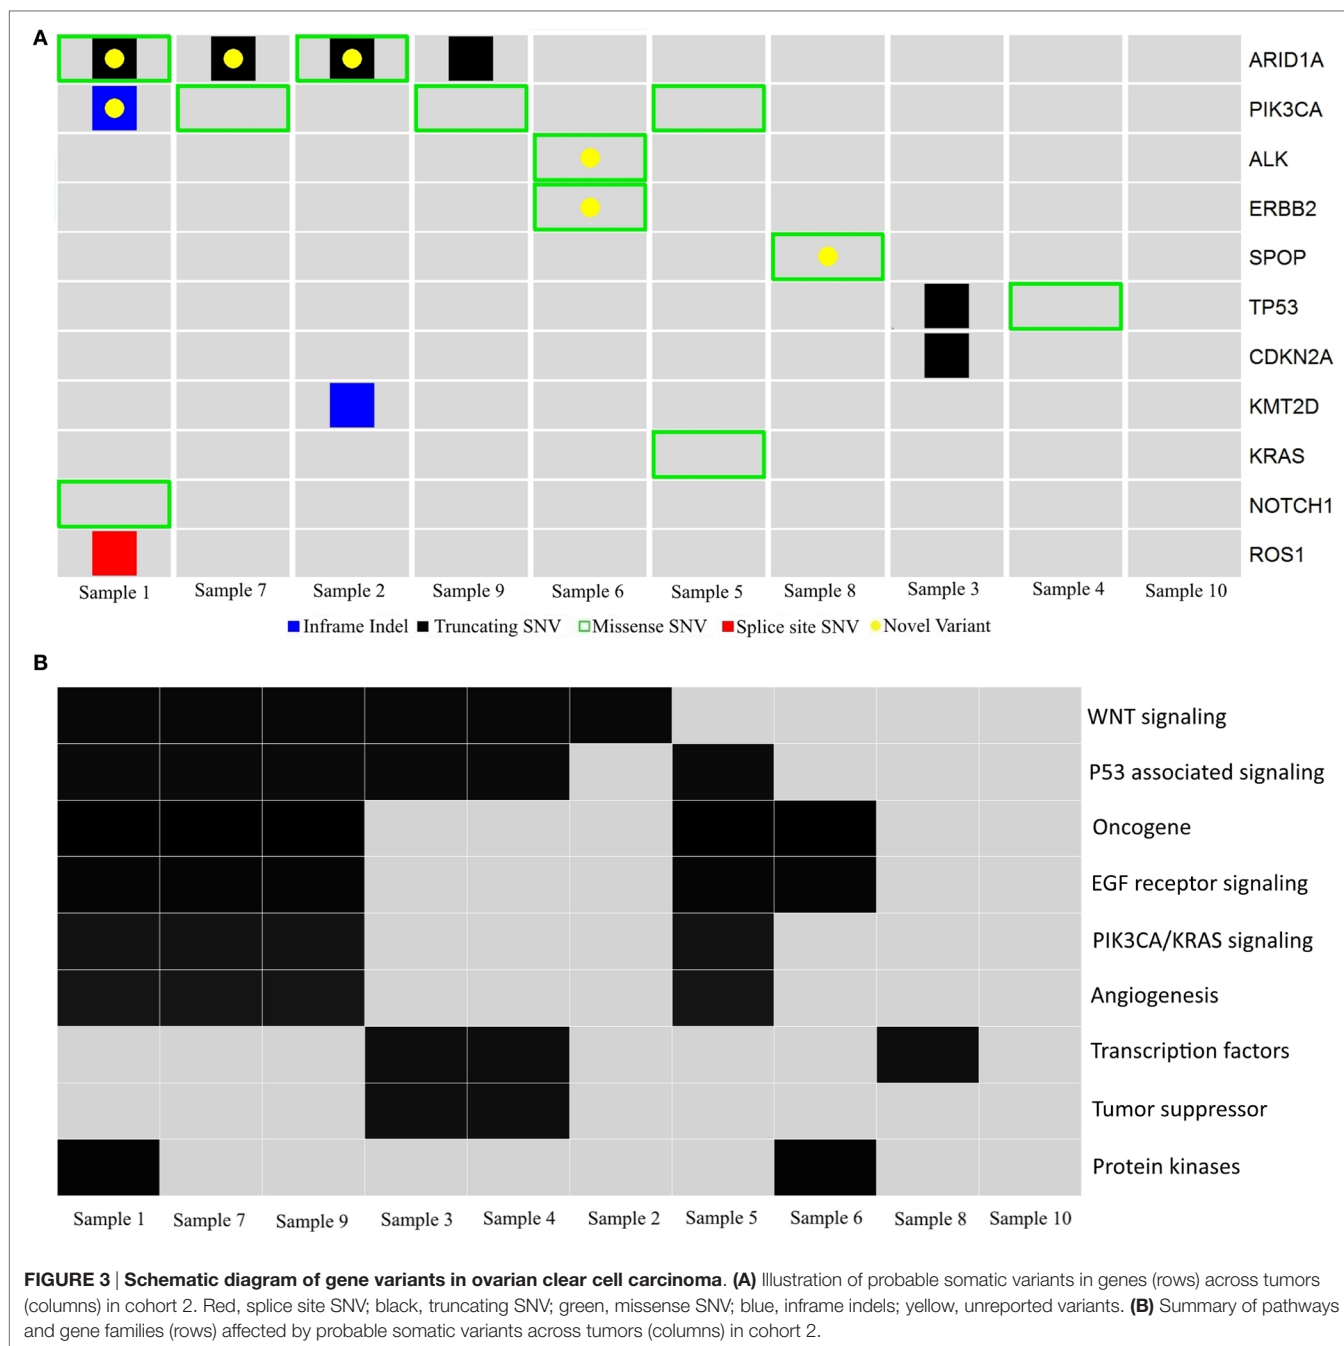 A
ARID1A
PIK3CA
ALK
ERBB2
SPOP
TP53
CDKN2A
KMT2D
KRAS
NOTCH1
ROS1
Sample 1 Sample 7 Sample 2 Sample 9 Sample 6 Sample 5 Sample 8 Sample 3 Sample 4 Sample 10
Inframe Indel Truncating SNV Missense SNV Splice site SNV Novel Variant
B
WNT signaling
P53 associated signaling
Oncogene
EGF receptor signaling
PIK3CA/KRAS signaling
Angiogenesis
Transcription factors
Tumor suppressor
Protein kinases
Sample 1 Sample 7 Sample 9 Sample 3 Sample 4 Sample 2 Sample 5 Sample 6 Sample 8 Sample 10
FIGURE 3 | Schematic diagram of gene variants in ovarian clear cell carcinoma. (A) Illustration of probable somatic variants in genes (rows) across tumors
(columns) in cohort 2. Red, splice site SNV; black, truncating SNV; green, missense SNV; blue, inframe indels; yellow, unreported variants. (B) Summary of pathways
and gene families (rows) affected by probable somatic variants across tumors (columns) in cohort 2.